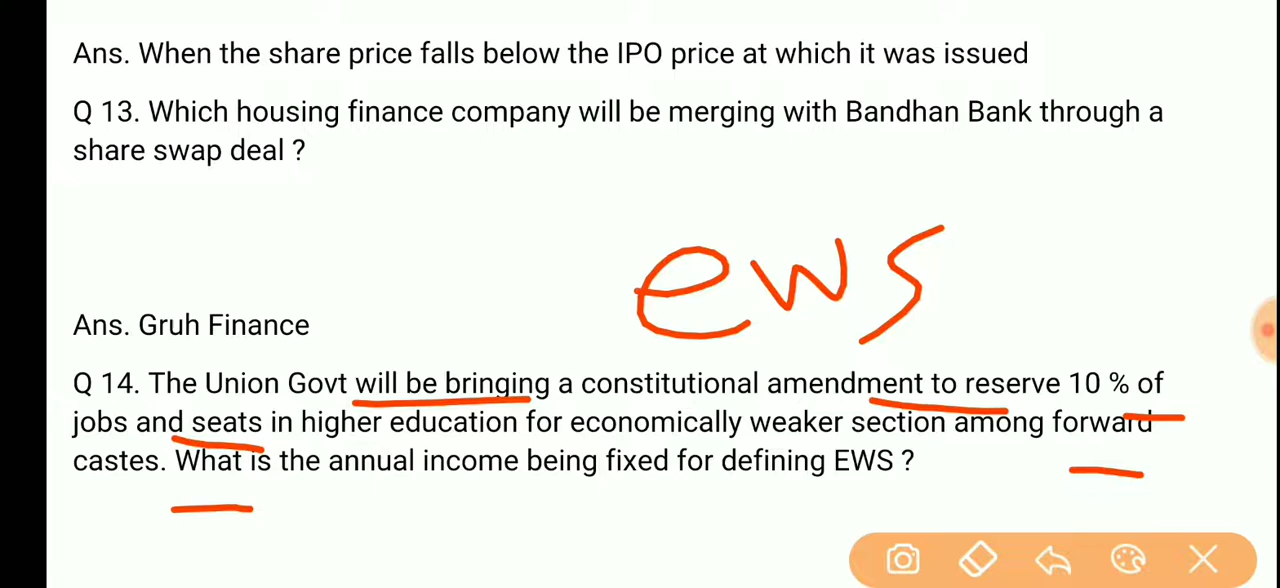 Ans. When the share price falls below the IPO price at which it was issued
Q 13. Which housing finance company will be merging with Bandhan Bank through a
share swap deal ?
ews
Ans. Gruh Finance
Q 14. The Union Govt will be bringing a constitutional amendment to reserve 10 % of
jobs and seats in higher education for economically weaker section among forward
castes. What is the annual income being fixed for defining EWS ?